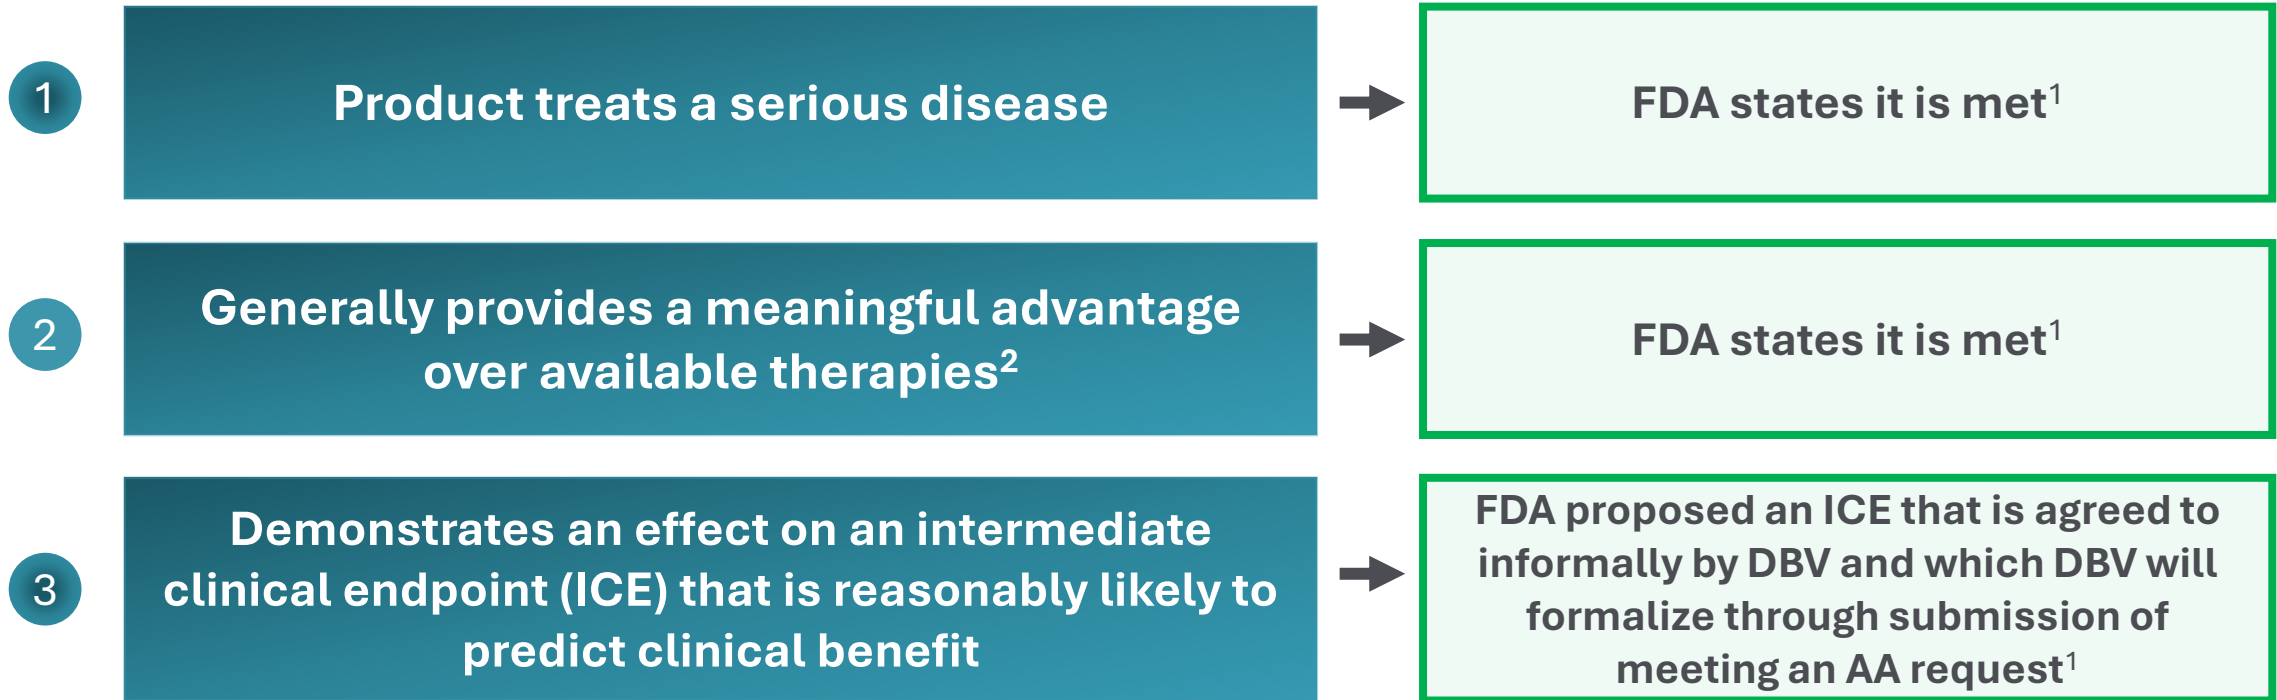 1
Product treats a serious disease
FDA states it is met¹
2
Generally provides a meaningful advantage
over available therapies²
FDA states it is met¹
3
Demonstrates an effect on an intermediate
clinical endpoint (ICE) that is reasonably likely to
predict clinical benefit
FDA proposed an ICE that is agreed to
informally by DBV and which DBV will
formalize through submission of
meeting an AA request¹